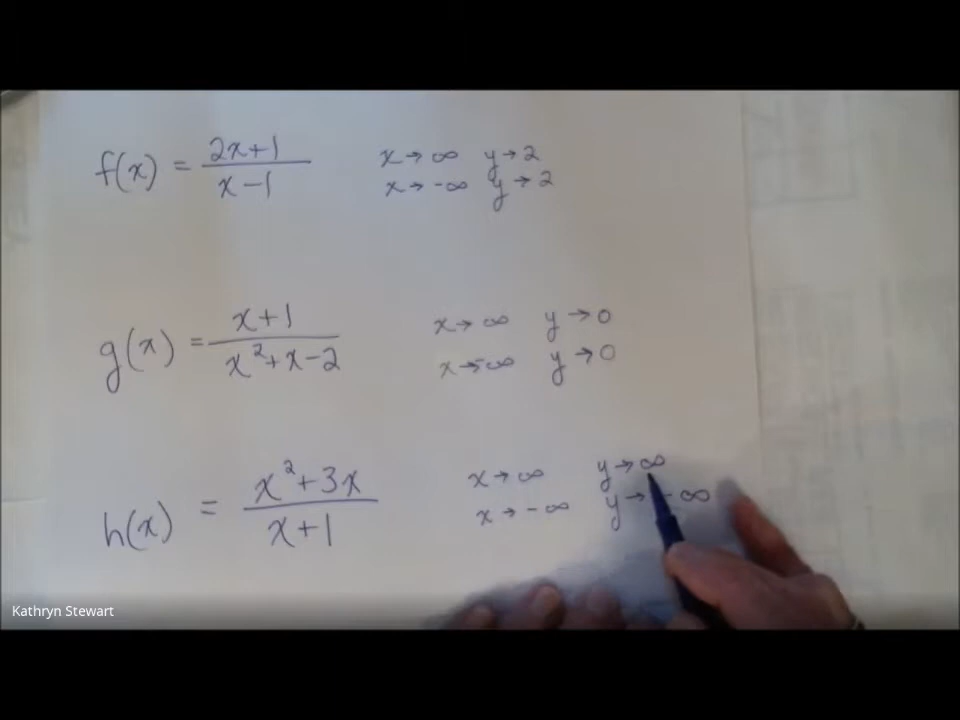 f(x) = 2x+1 / x-1   x→∞   y→2
x→-∞   y→2
g(x) = x+1 / x²+x-2   x→∞   y→0
x→-∞   y→0
h(x) = x²+3x / x+1   x→∞   y→∞
x→-∞   y→-∞
Kathryn Stewart